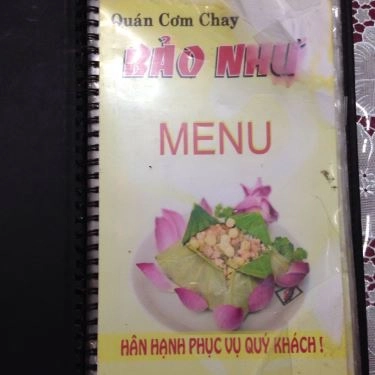 Quán Cơm Chay
BẢO NHƯ
MENU
HÂN HẠNH PHỤC VỤ QUÝ KHÁCH !